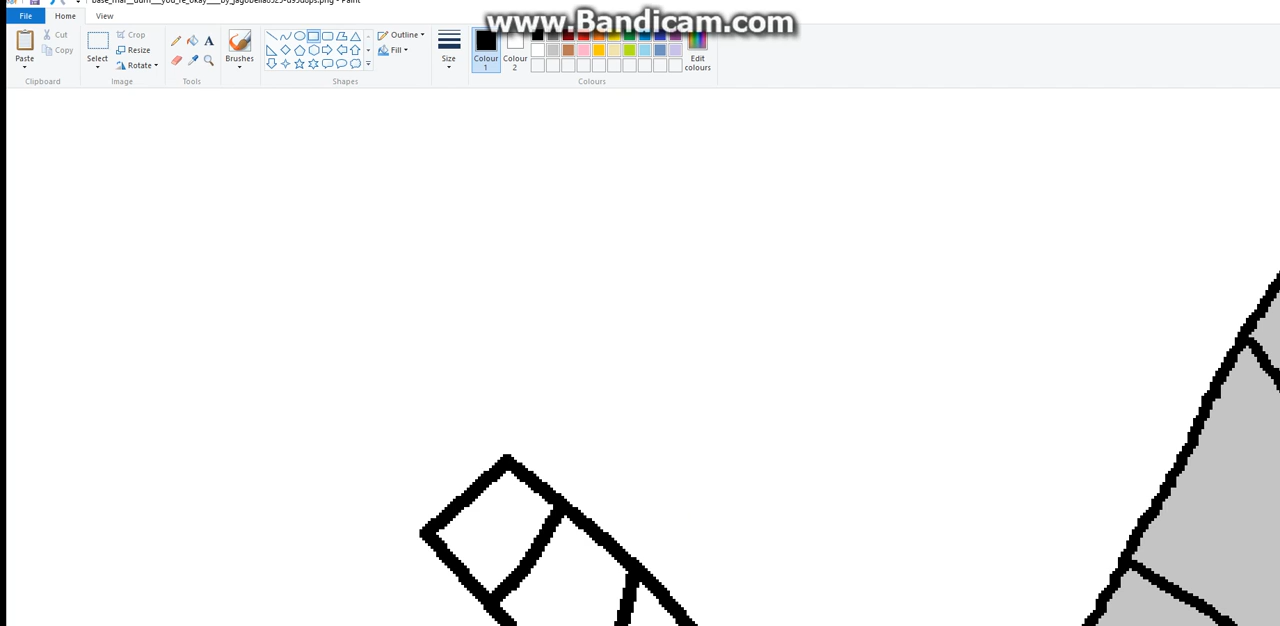 www.Bandicam.com
File
Home
View
Paste
Cut
Copy
Clipboard
Select
Crop
Resize
Rotate
Image
A
Tools
Brushes
Outline
Fill
Shapes
Size
Colour
1
Colour
2
Edit
colours
Colours